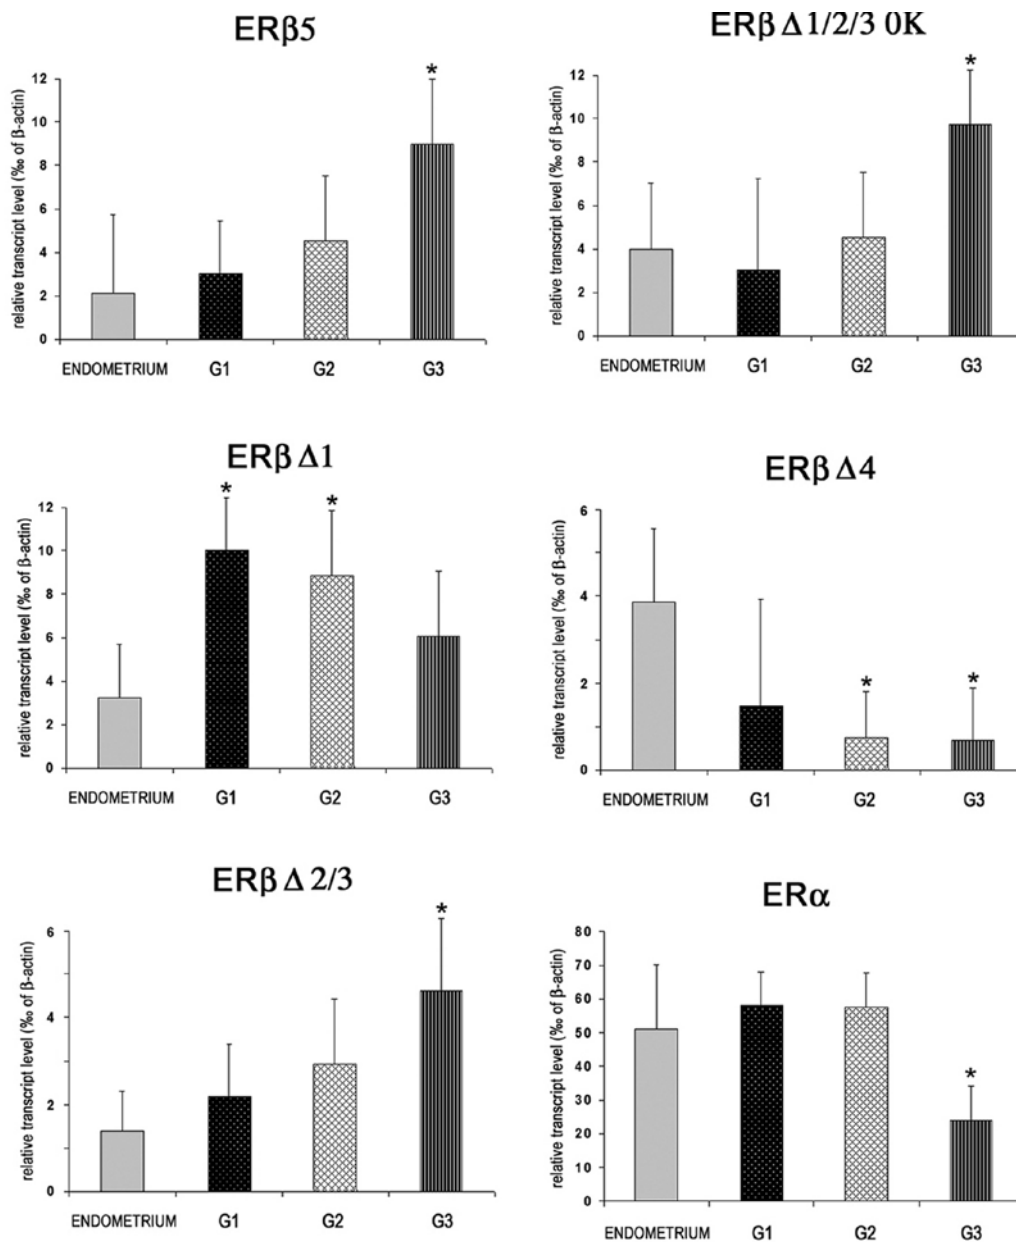 ERβ5
relative transcript level (‰ of β-actin)
12
10
8
6
4
2
0
*
ENDOMETRIUM G1 G2 G3
ERβ Δ 1/2/3 0K
relative transcript level (‰ of β-actin)
12
10
8
6
4
2
0
*
ENDOMETRIUM G1 G2 G3
ERβ Δ1
relative transcript level (‰ of β-actin)
12
10
8
6
4
2
0
* *
ENDOMETRIUM G1 G2 G3
ERβ Δ4
relative transcript level (‰ of β-actin)
6
4
2
0
* *
ENDOMETRIUM G1 G2 G3
ERβ Δ 2/3
relative transcript level (‰ of β-actin)
6
4
2
0
*
ENDOMETRIUM G1 G2 G3
ERα
relative transcript level (‰ of β-actin)
80
70
60
50
40
30
20
10
0
*
ENDOMETRIUM G1 G2 G3